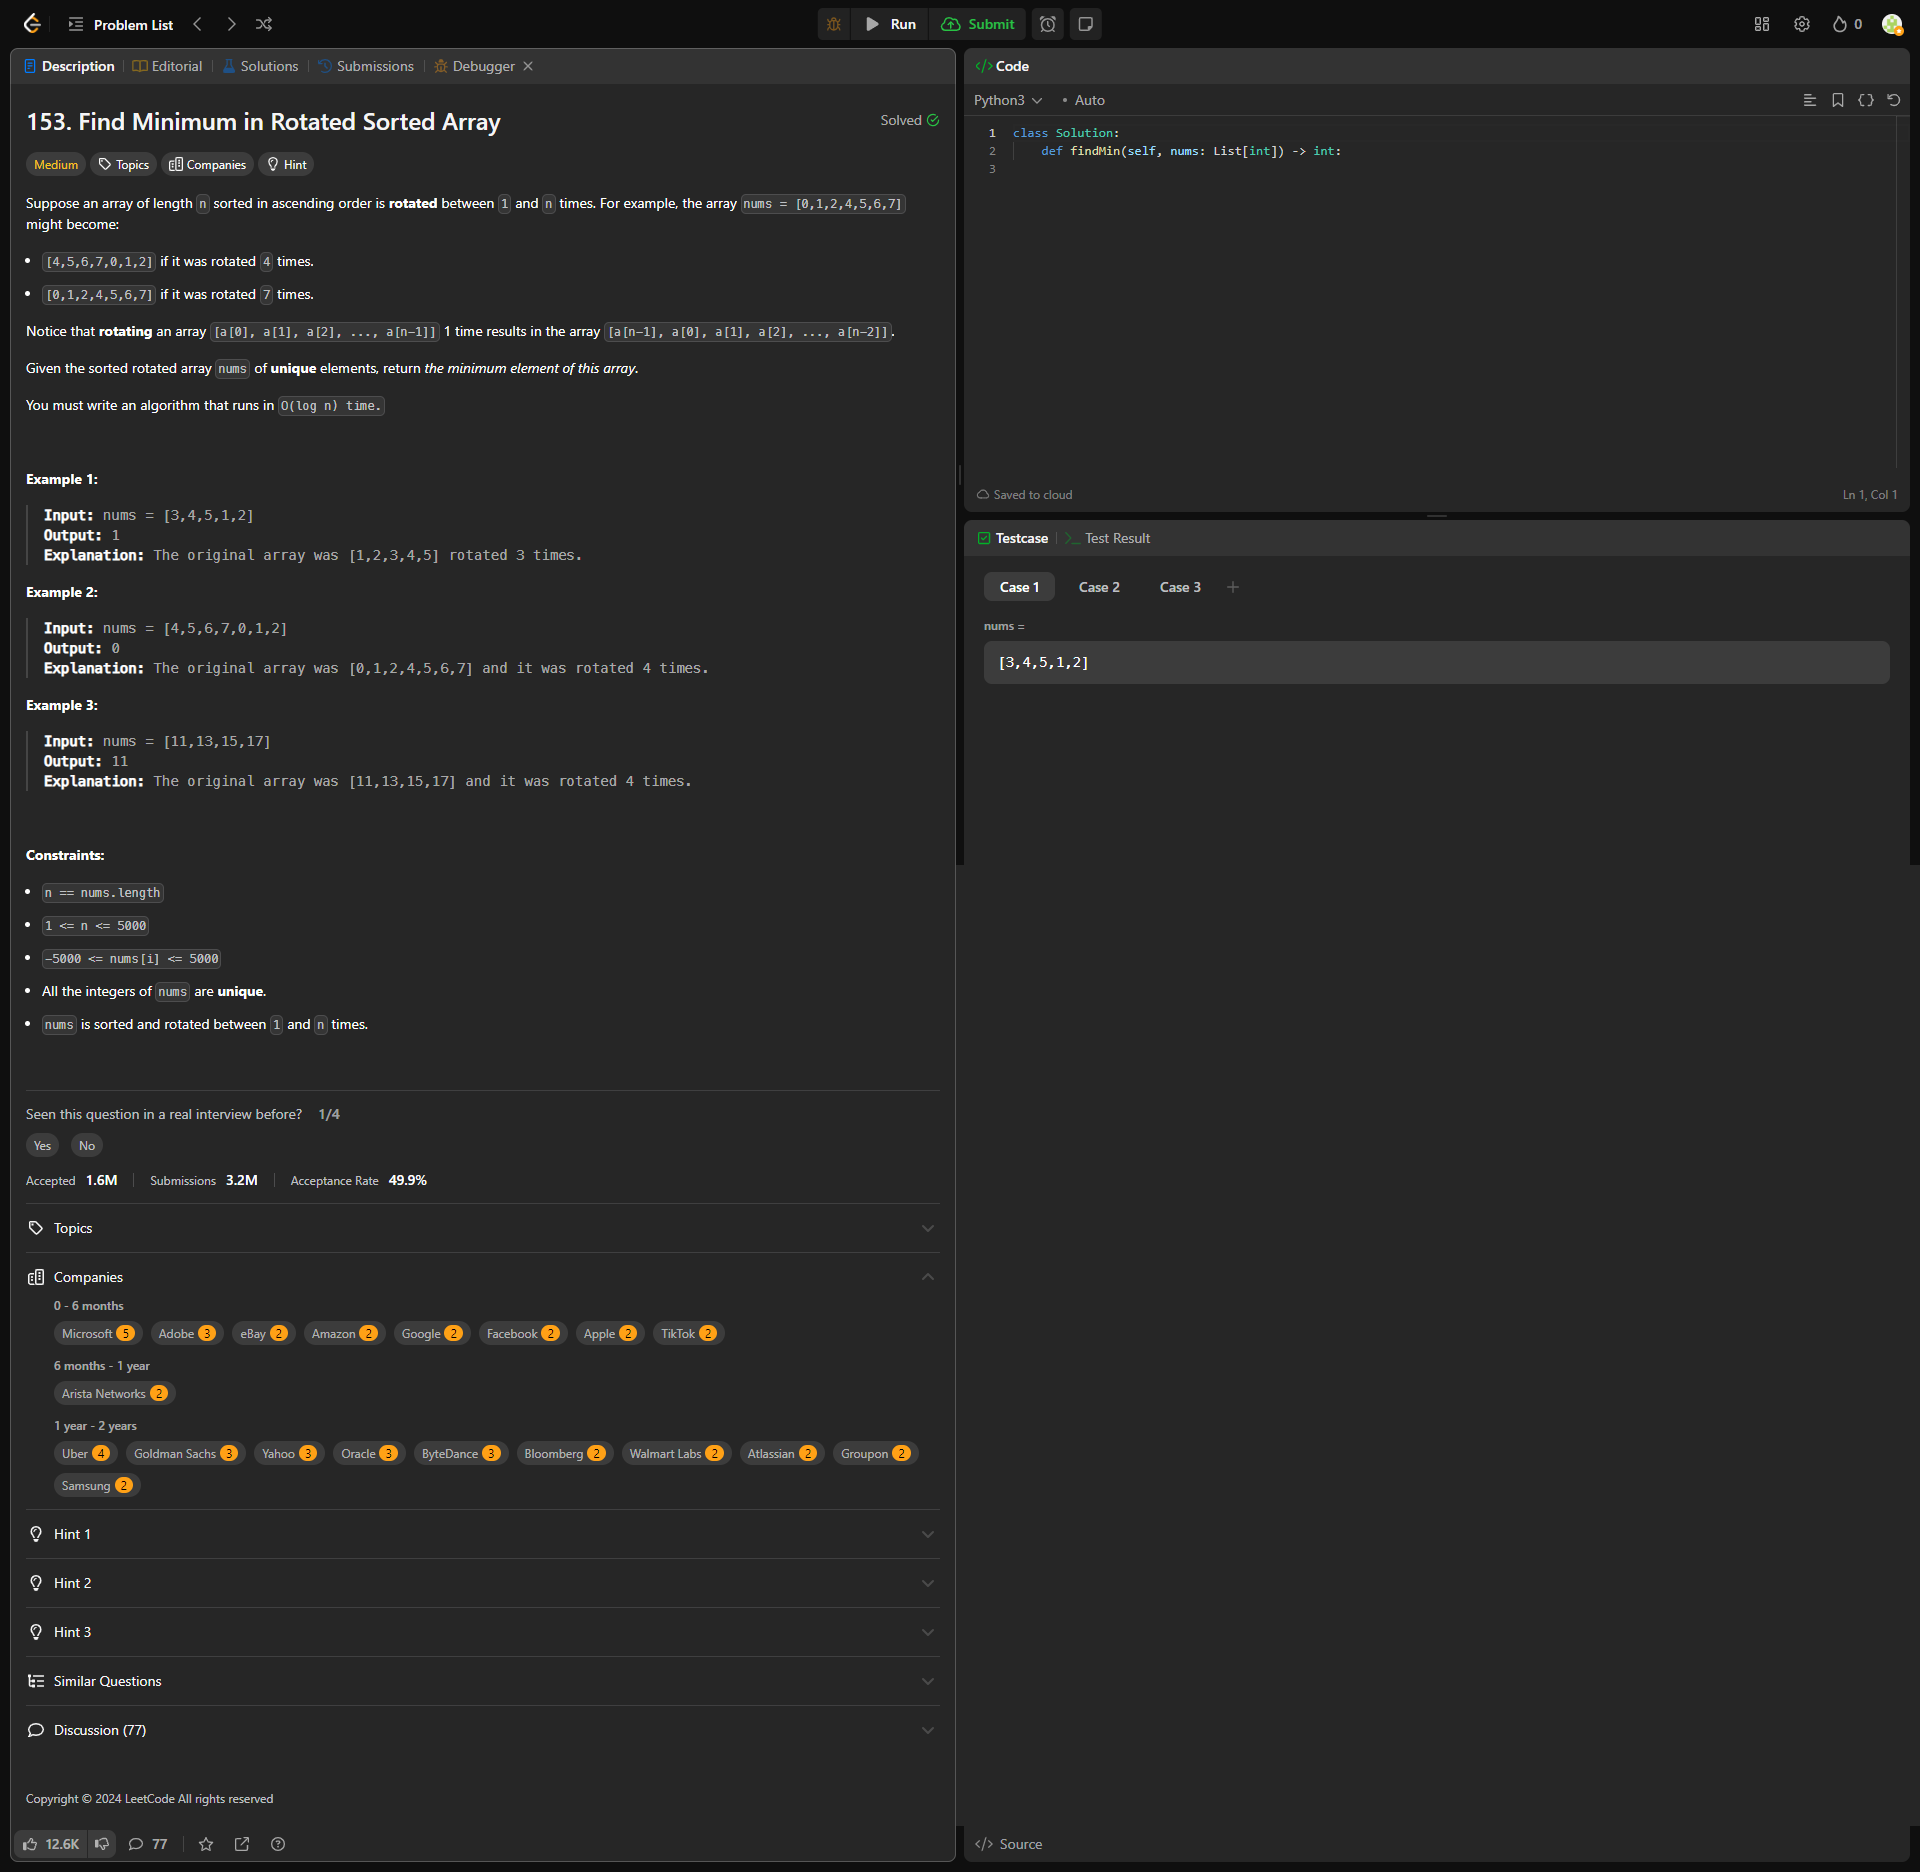 Problem List
Run
Submit
0
Description
Editorial
Solutions
Submissions
Debugger
153. Find Minimum in Rotated Sorted Array
Solved
Medium
Topics
Companies
Hint
Suppose an array of length n sorted in ascending order is rotated between 1 and n times. For example, the array nums = [0,1,2,4,5,6,7]
might become:
• [4,5,6,7,0,1,2] if it was rotated 4 times.
• [0,1,2,4,5,6,7] if it was rotated 7 times.
Notice that rotating an array [a[0], a[1], a[2], ..., a[n-1]] 1 time results in the array [a[n-1], a[0], a[1], a[2], ..., a[n-2]].
Given the sorted rotated array nums of unique elements, return the minimum element of this array.
You must write an algorithm that runs in O(log n) time.
Example 1:
Input: nums = [3,4,5,1,2]
Output: 1
Explanation: The original array was [1,2,3,4,5] rotated 3 times.
Example 2:
Input: nums = [4,5,6,7,0,1,2]
Output: 0
Explanation: The original array was [0,1,2,4,5,6,7] and it was rotated 4 times.
Example 3:
Input: nums = [11,13,15,17]
Output: 11
Explanation: The original array was [11,13,15,17] and it was rotated 4 times.
Constraints:
• n == nums.length
• 1 <= n <= 5000
• -5000 <= nums[i] <= 5000
• All the integers of nums are unique.
• nums is sorted and rotated between 1 and n times.
Seen this question in a real interview before? 1/4
Yes No
Accepted 1.6M Submissions 3.2M Acceptance Rate 49.9%
Topics
Companies
0 - 6 months
Microsoft 5 Adobe 3 eBay 2 Amazon 2 Google 2 Facebook 2 Apple 2 TikTok 2
6 months - 1 year
Arista Networks 2
1 year - 2 years
Uber 4 Goldman Sachs 3 Yahoo 3 Oracle 3 ByteDance 3 Bloomberg 2 Walmart Labs 2 Atlassian 2 Groupon 2
Samsung 2
Hint 1
Hint 2
Hint 3
Similar Questions
Discussion (77)
Copyright © 2024 LeetCode All rights reserved
12.6K 77
</> Code
Python3 • Auto
1 class Solution:
2 def findMin(self, nums: List[int]) -> int:
3
Saved to cloud
Ln 1, Col 1
Testcase
>_ Test Result
Case 1 Case 2 Case 3 +
nums =
[3,4,5,1,2]
</> Source